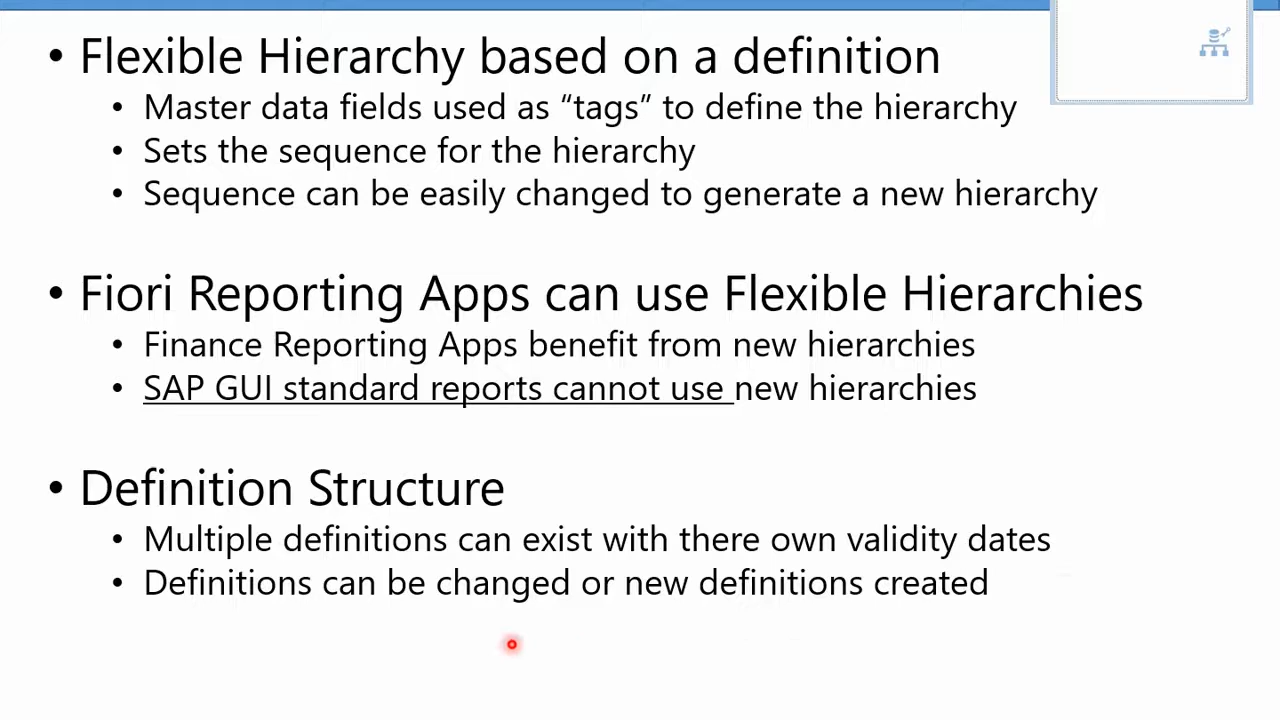 • Flexible Hierarchy based on a definition
• Master data fields used as “tags” to define the hierarchy
• Sets the sequence for the hierarchy
• Sequence can be easily changed to generate a new hierarchy
• Fiori Reporting Apps can use Flexible Hierarchies
• Finance Reporting Apps benefit from new hierarchies
• SAP GUI standard reports cannot use new hierarchies
• Definition Structure
• Multiple definitions can exist with there own validity dates
• Definitions can be changed or new definitions created